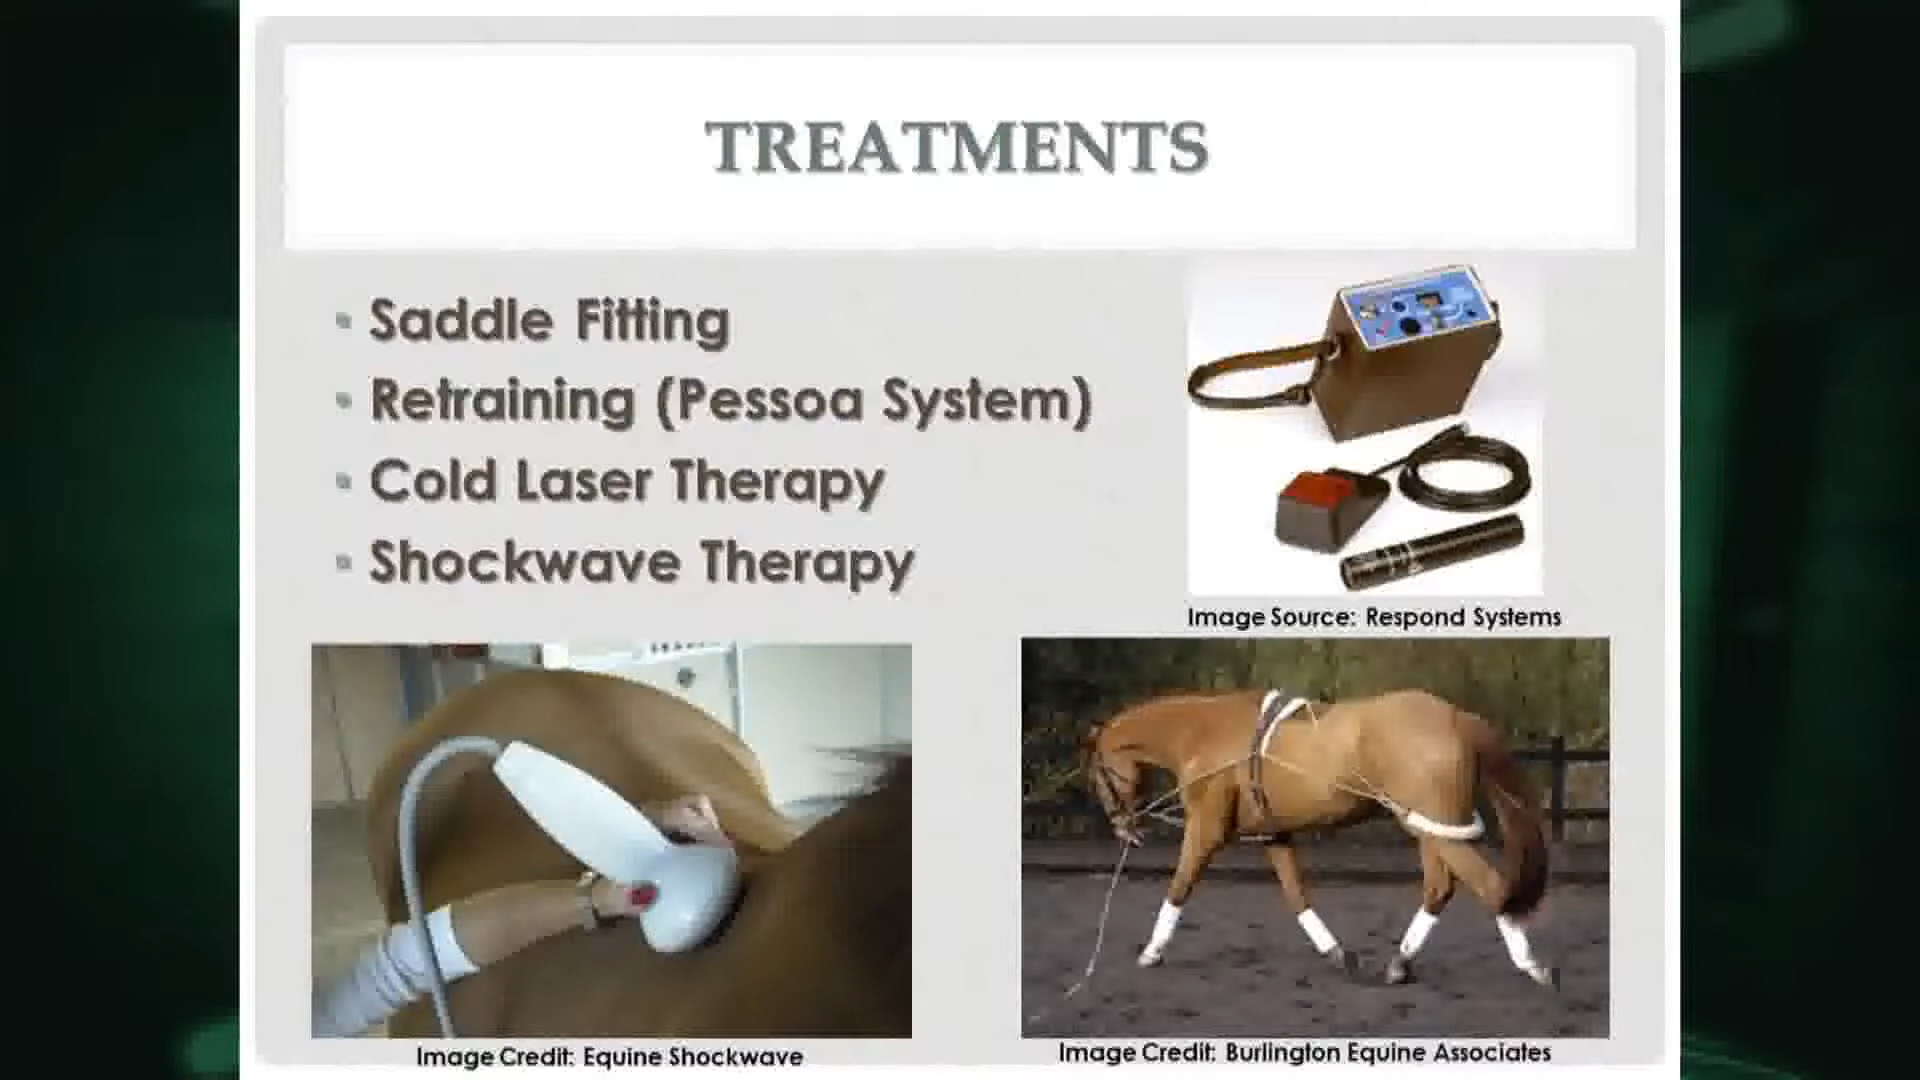 TREATMENTS
Saddle Fitting
Retraining (Pessoa System)
Cold Laser Therapy
Shockwave Therapy
Image Source: Respond Systems
Image Credit: Equine Shockwave
Image Credit: Burlington Equine Associates